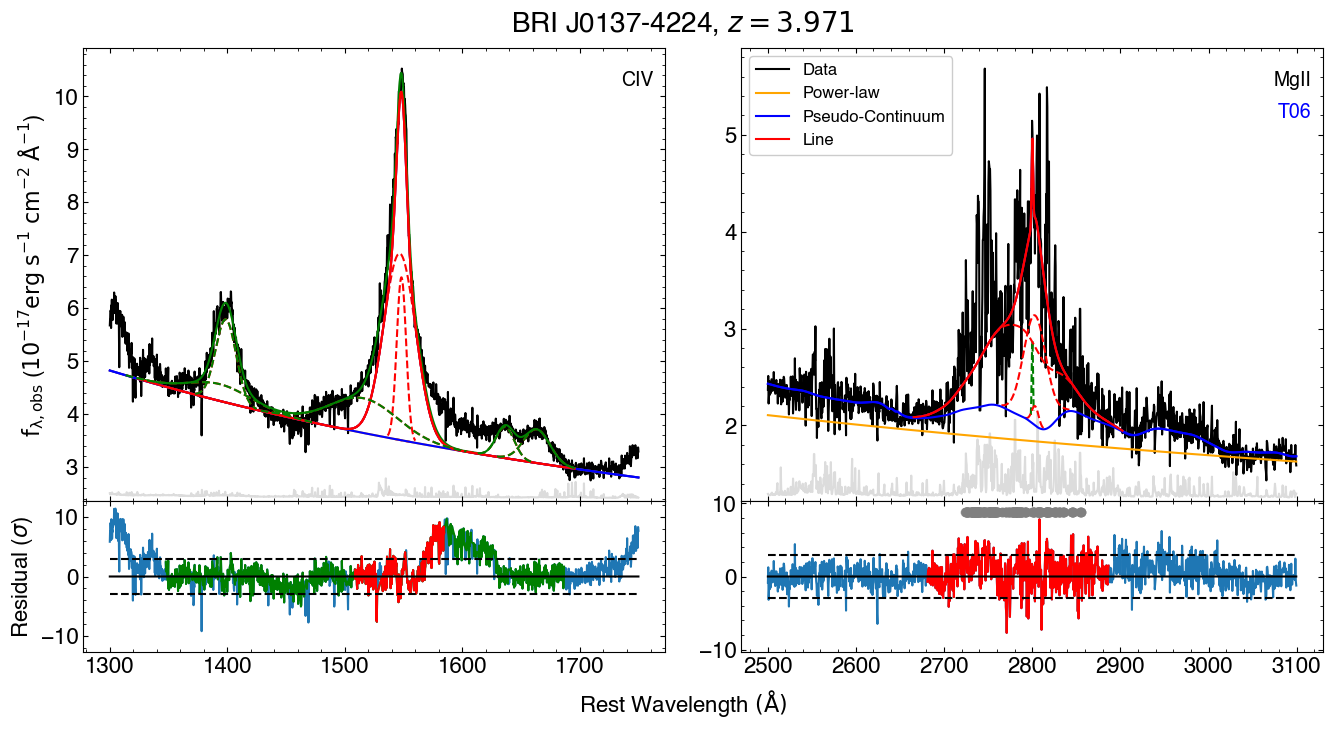 BRI J0137-4224, z = 3.971
CIV
f_λ,obs (10^−17 erg s^−1 cm^−2 Å^−1)
10
9
8
7
6
5
4
3
Data
Power-law
Pseudo-Continuum
Line
MgII
T06
5
4
3
2
Residual (σ)
10
0
−10
10
0
−10
1300 1400 1500 1600 1700
2500 2600 2700 2800 2900 3000 3100
Rest Wavelength (Å)